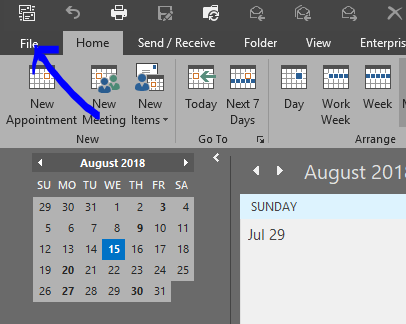 File Home Send / Receive Folder View Enterpris
New Appointment
New Meeting
New Items
Today
Next 7 Days
Day
Work Week
Week
New
Go To
Arrange
August 2018
SU MO TU WE TH FR SA
29 30 31 1 2 3 4
5 6 7 8 9 10 11
12 13 14 15 16 17 18
19 20 21 22 23 24 25
26 27 28 29 30 31
August 201
SUNDAY
Jul 29